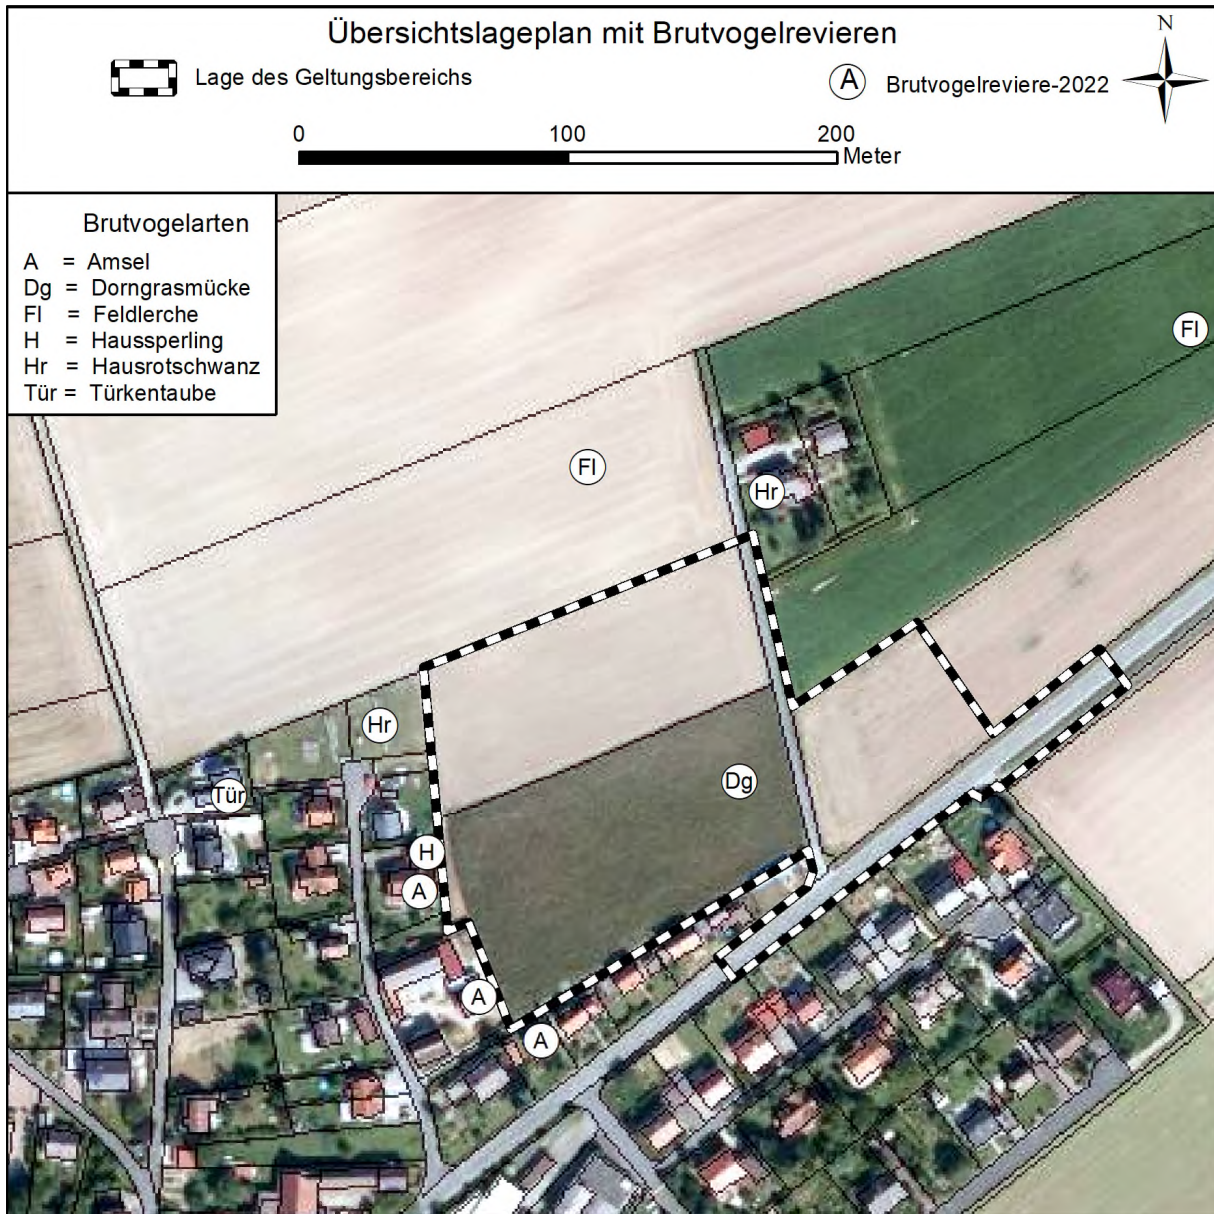 Übersichtslageplan mit Brutvogelrevieren
N
Lage des Geltungsbereichs
A Brutvogelreviere-2022
0 100 200
Meter
Brutvogelarten
A = Amsel
Dg = Dorngrasmücke
Fl = Feldlerche
H = Haussperling
Hr = Hausrotschwanz
Tür = Türkentaube
Fl
Fl
Hr
Hr
Dg
Tür
H
A
A
A